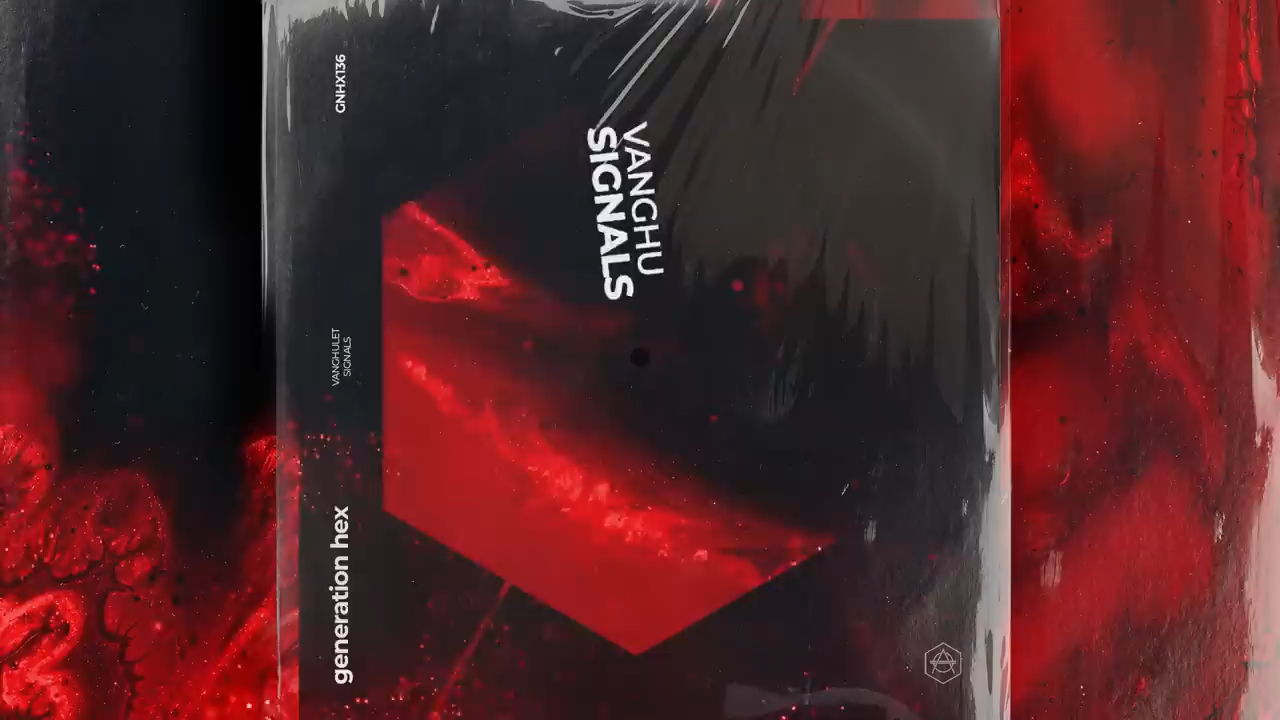 GNHX136
VANGHU
SIGNALS
VANGHULET
SIGNALS
generation hex